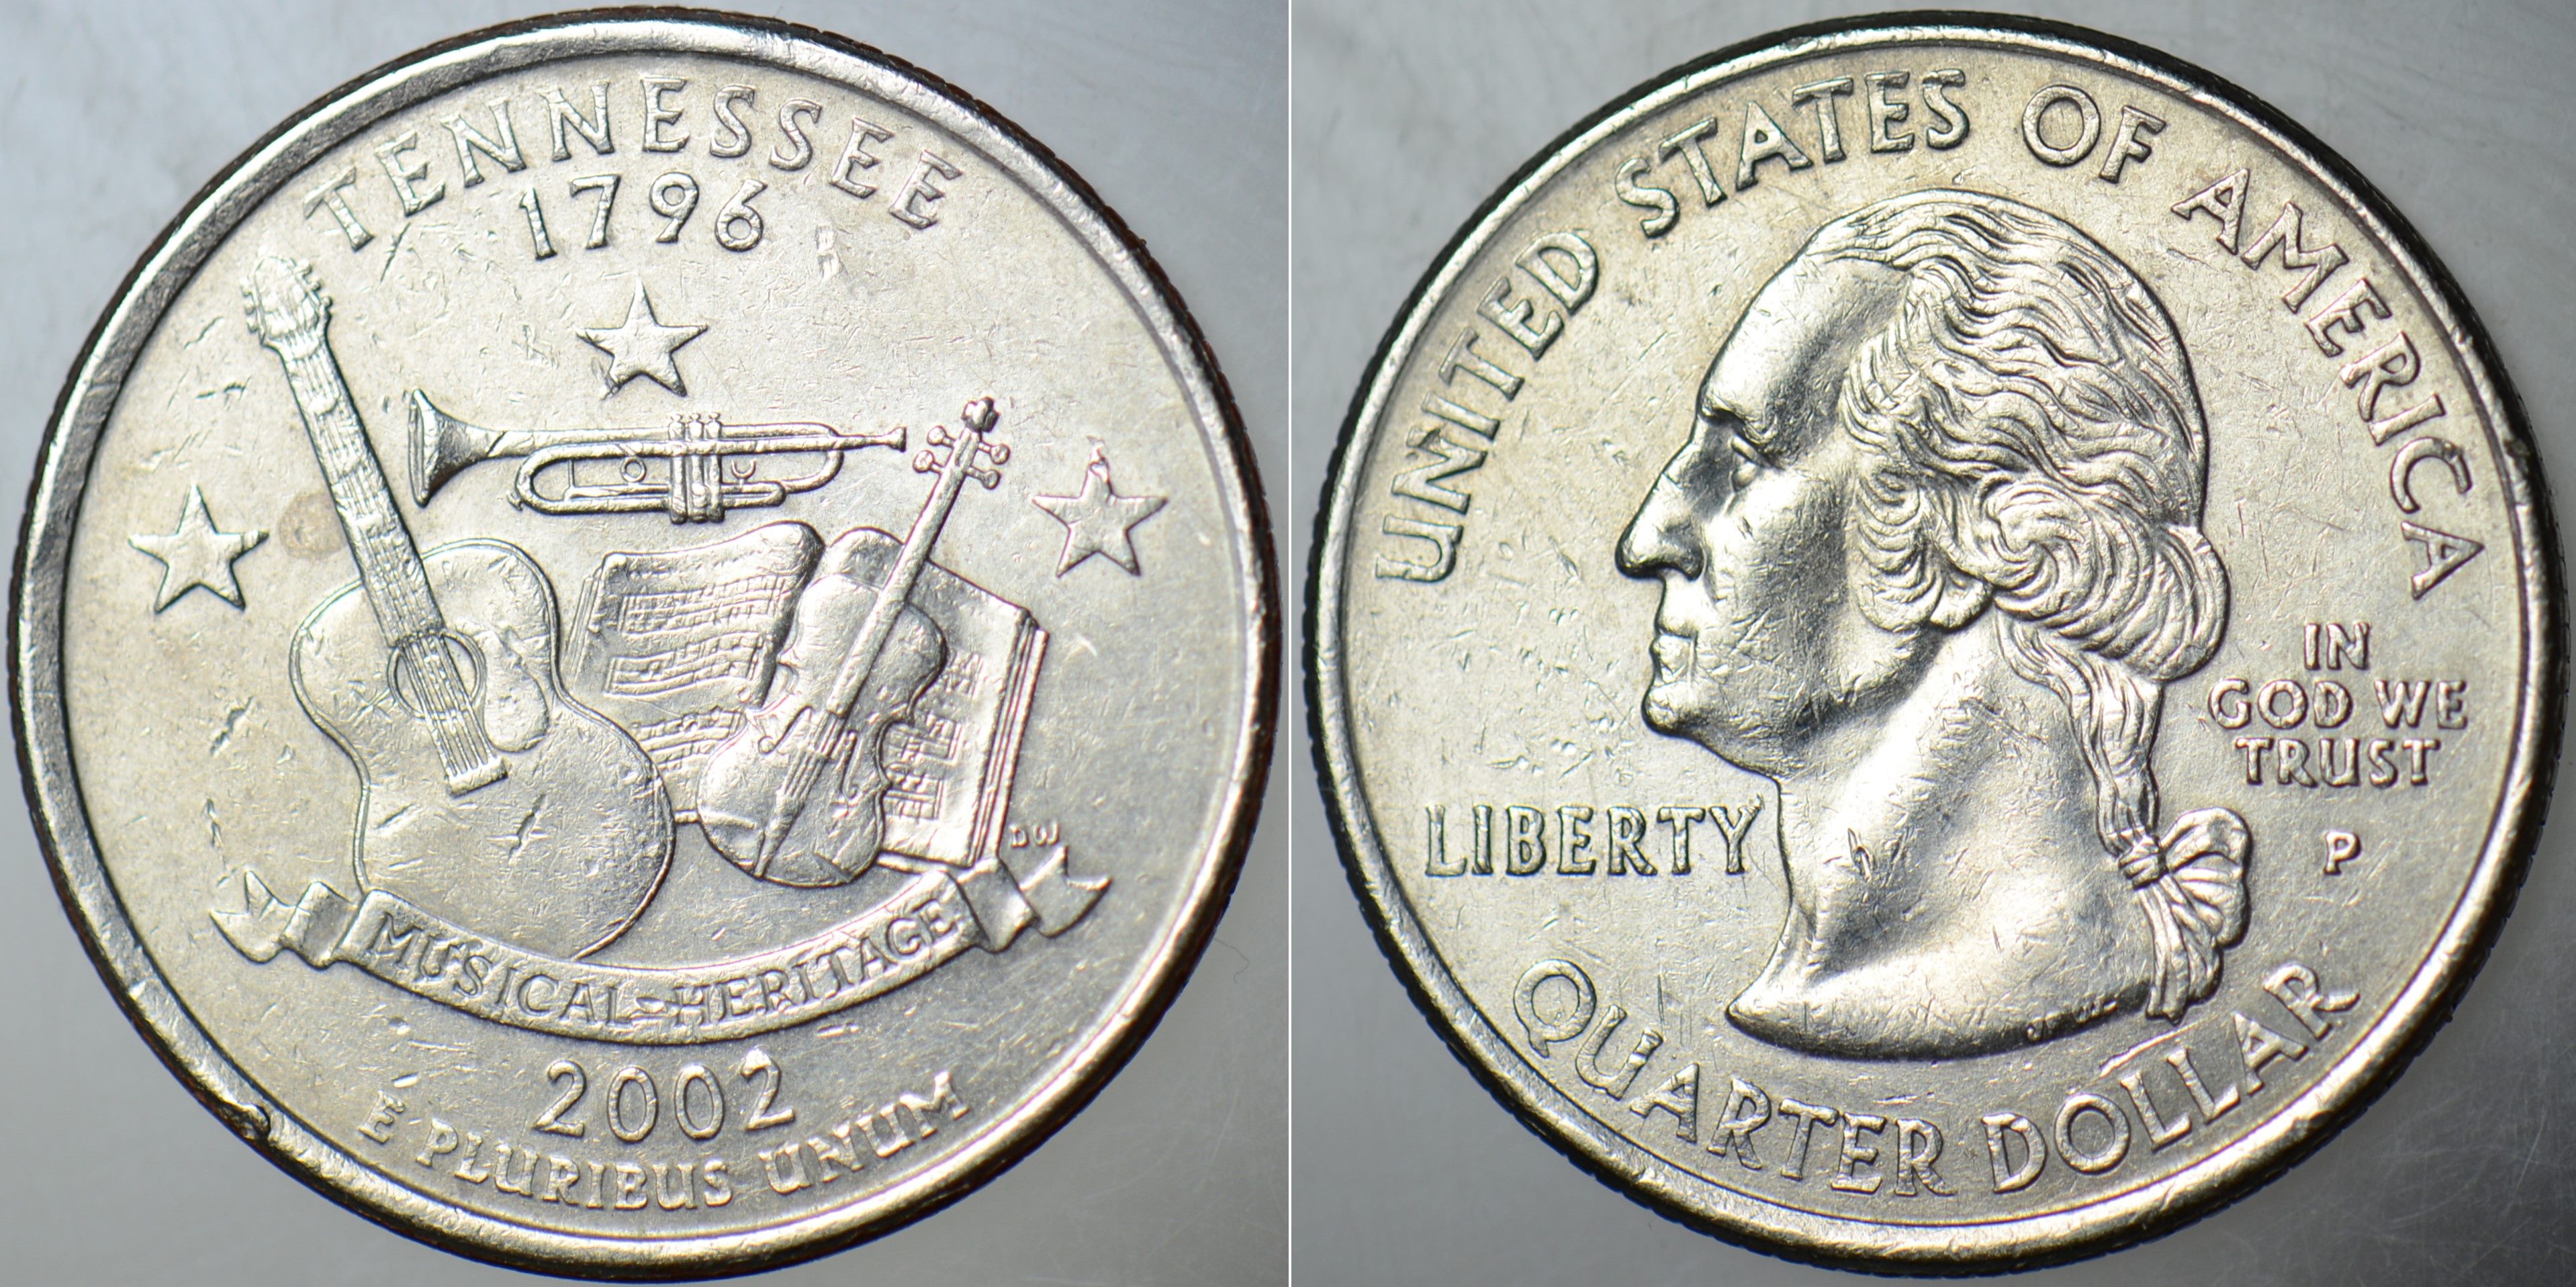 TENNESSEE
1796
DW
MUSICAL-HERITAGE
2002
E PLURIBUS UNUM
UNITED STATES OF AMERICA
IN
GOD WE
TRUST
LIBERTY
P
QUARTER DOLLAR